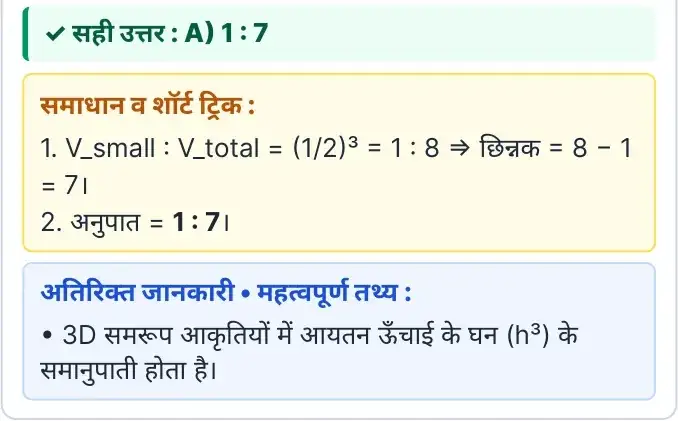 ✓ सही उत्तर : A) 1 : 7
समाधान व शॉर्ट ट्रिक :
1. V_small : V_total = (1/2)³ = 1 : 8 ⇒ छिन्नक = 8 − 1
= 7।
2. अनुपात = 1 : 7।
अतिरिक्त जानकारी • महत्वपूर्ण तथ्य :
• 3D समरूप आकृतियों में आयतन ऊँचाई के घन (h³) के
समानुपाती होता है।